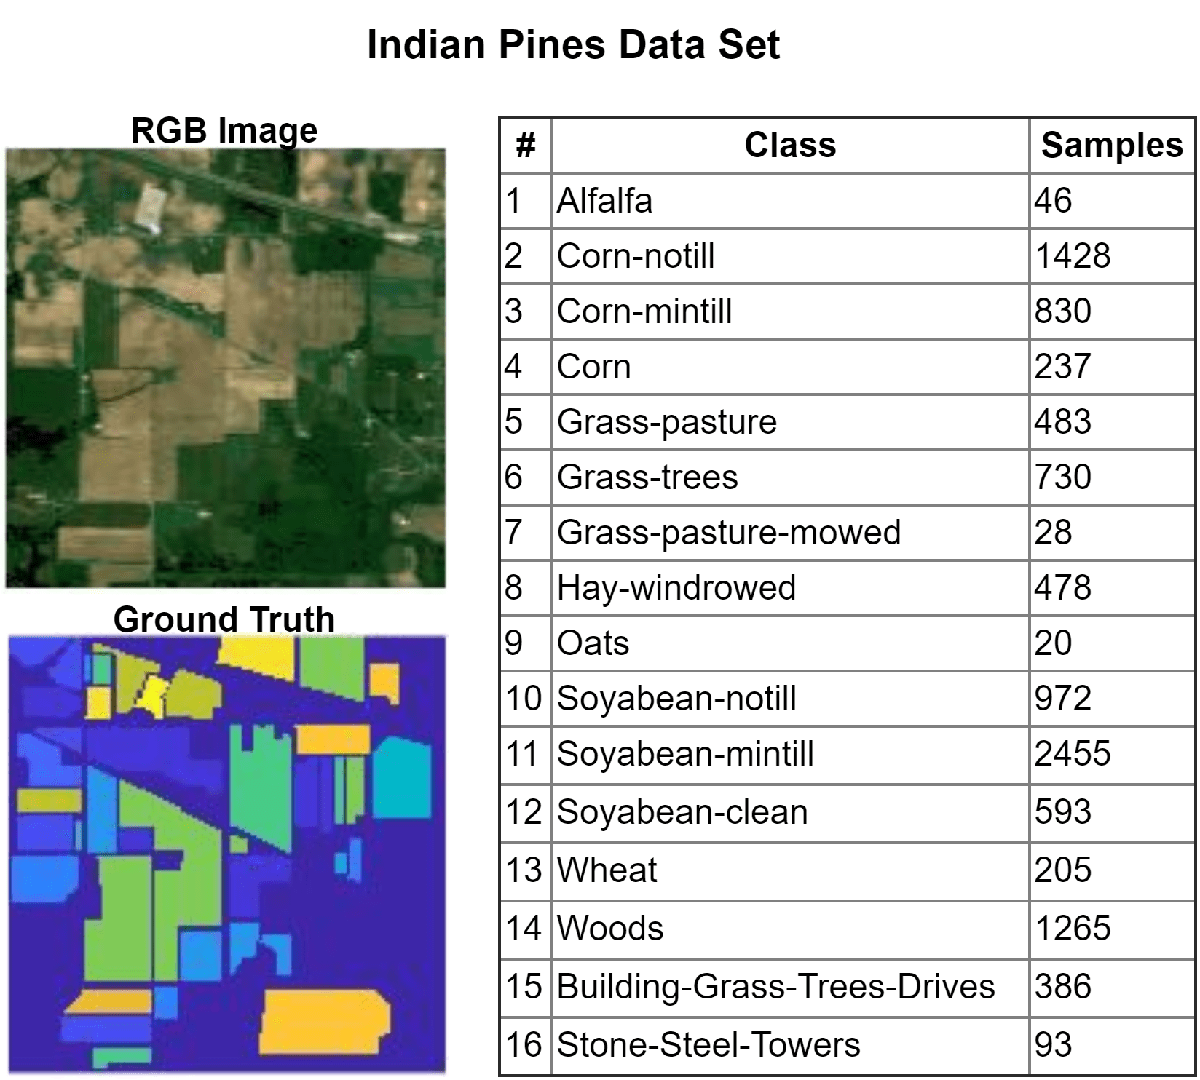 Indian Pines Data Set
RGB Image
Ground Truth
# Class Samples
1 Alfalfa 46
2 Corn-notill 1428
3 Corn-mintill 830
4 Corn 237
5 Grass-pasture 483
6 Grass-trees 730
7 Grass-pasture-mowed 28
8 Hay-windrowed 478
9 Oats 20
10 Soyabean-notill 972
11 Soyabean-mintill 2455
12 Soyabean-clean 593
13 Wheat 205
14 Woods 1265
15 Building-Grass-Trees-Drives 386
16 Stone-Steel-Towers 93